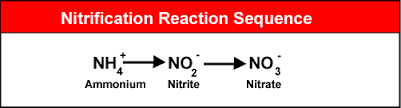 Nitrification Reaction Sequence
NH₄⁺ → NO₂⁻ → NO₃⁻
Ammonium Nitrite Nitrate